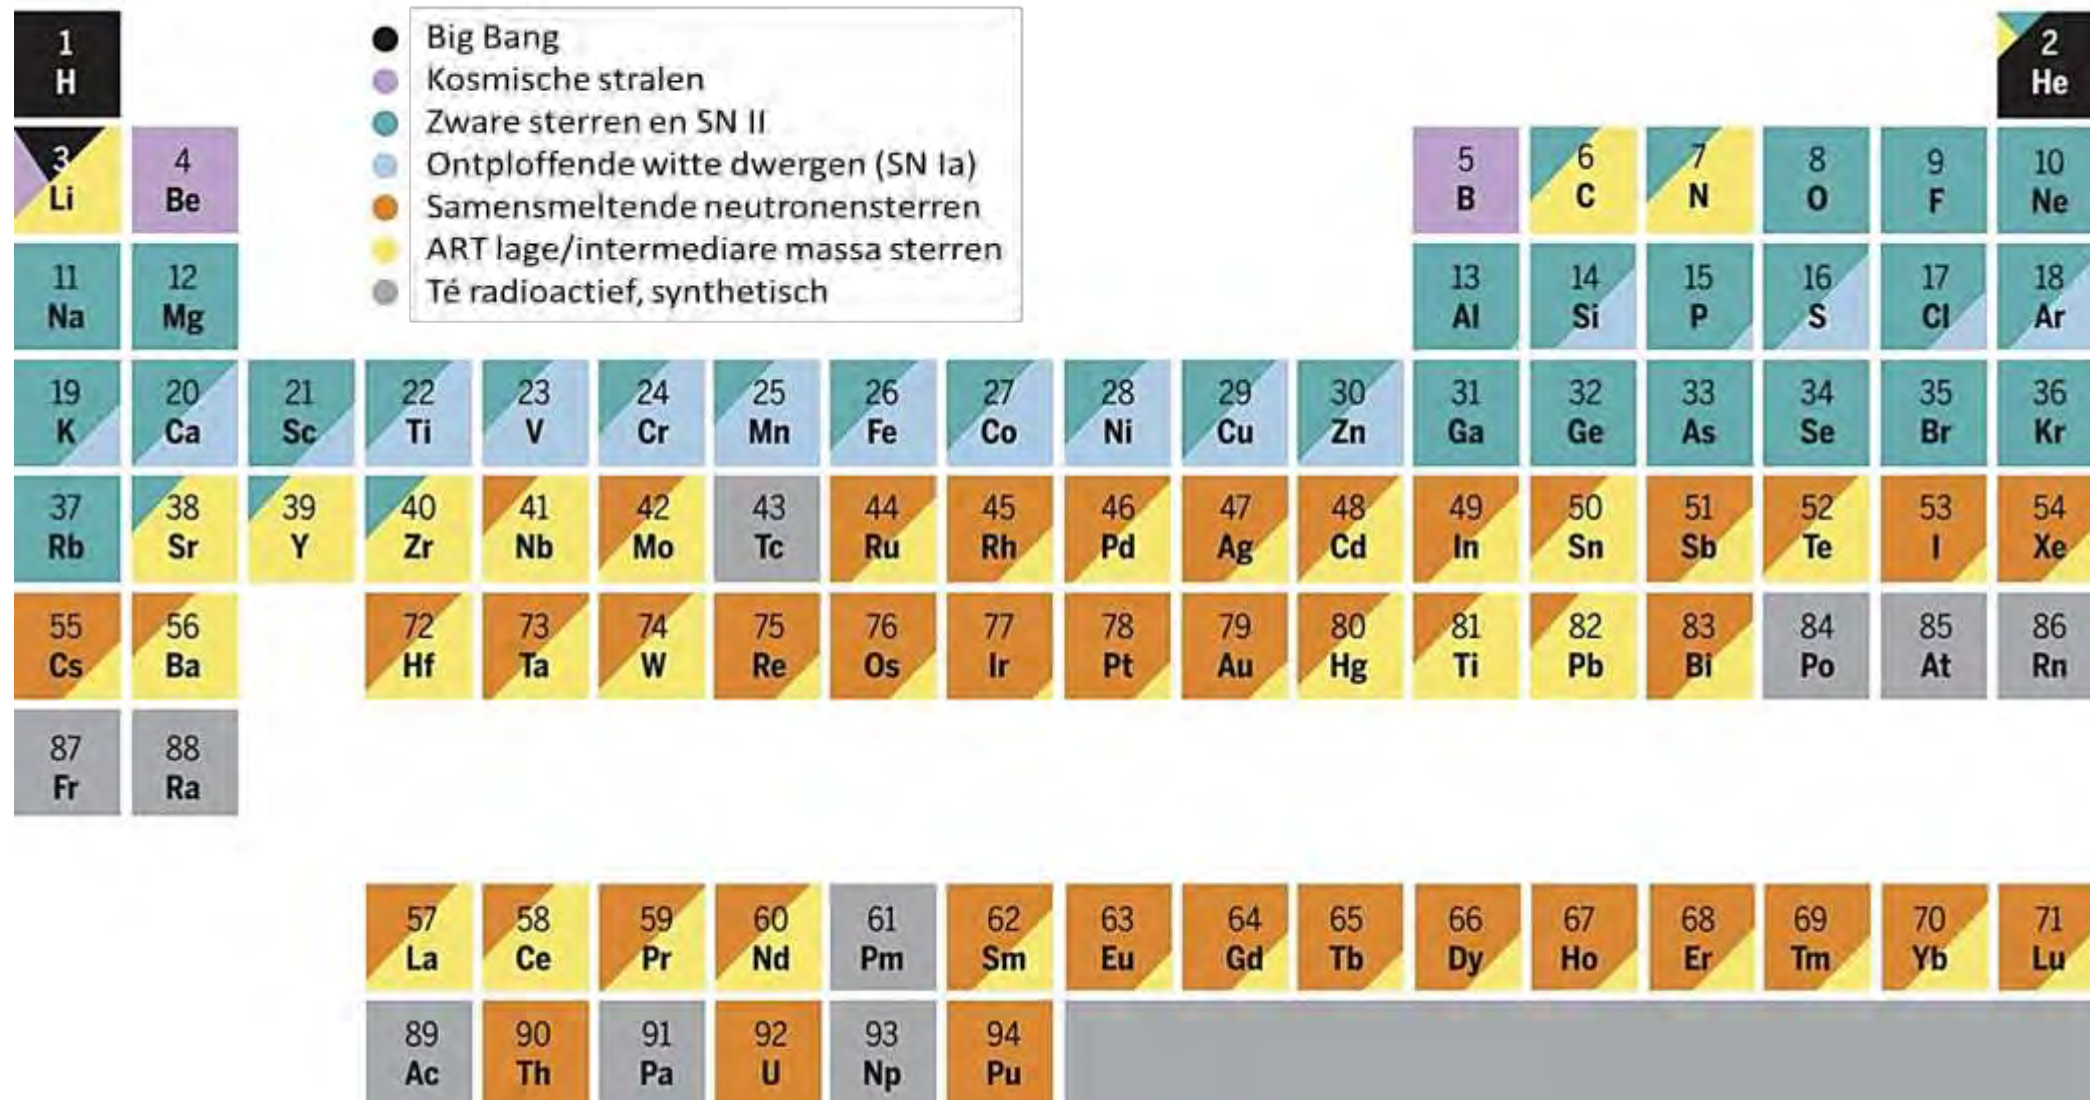 Big Bang
Kosmische stralen
Zware sterren en SN II
Ontploffende witte dwergen (SN Ia)
Samensmeltende neutronensterren
ART lage/intermediare massa sterren
Té radioactief, synthetisch
1 2
H He
3 4 5 6 7 8 9 10
Li Be B C N O F Ne
11 12 13 14 15 16 17 18
Na Mg Al Si P S Cl Ar
19 20 21 22 23 24 25 26 27 28 29 30 31 32 33 34 35 36
K Ca Sc Ti V Cr Mn Fe Co Ni Cu Zn Ga Ge As Se Br Kr
37 38 39 40 41 42 43 44 45 46 47 48 49 50 51 52 53 54
Rb Sr Y Zr Nb Mo Tc Ru Rh Pd Ag Cd In Sn Sb Te I Xe
55 56 72 73 74 75 76 77 78 79 80 81 82 83 84 85 86
Cs Ba Hf Ta W Re Os Ir Pt Au Hg Ti Pb Bi Po At Rn
87 88
Fr Ra
57 58 59 60 61 62 63 64 65 66 67 68 69 70 71
La Ce Pr Nd Pm Sm Eu Gd Tb Dy Ho Er Tm Yb Lu
89 90 91 92 93 94
Ac Th Pa U Np Pu